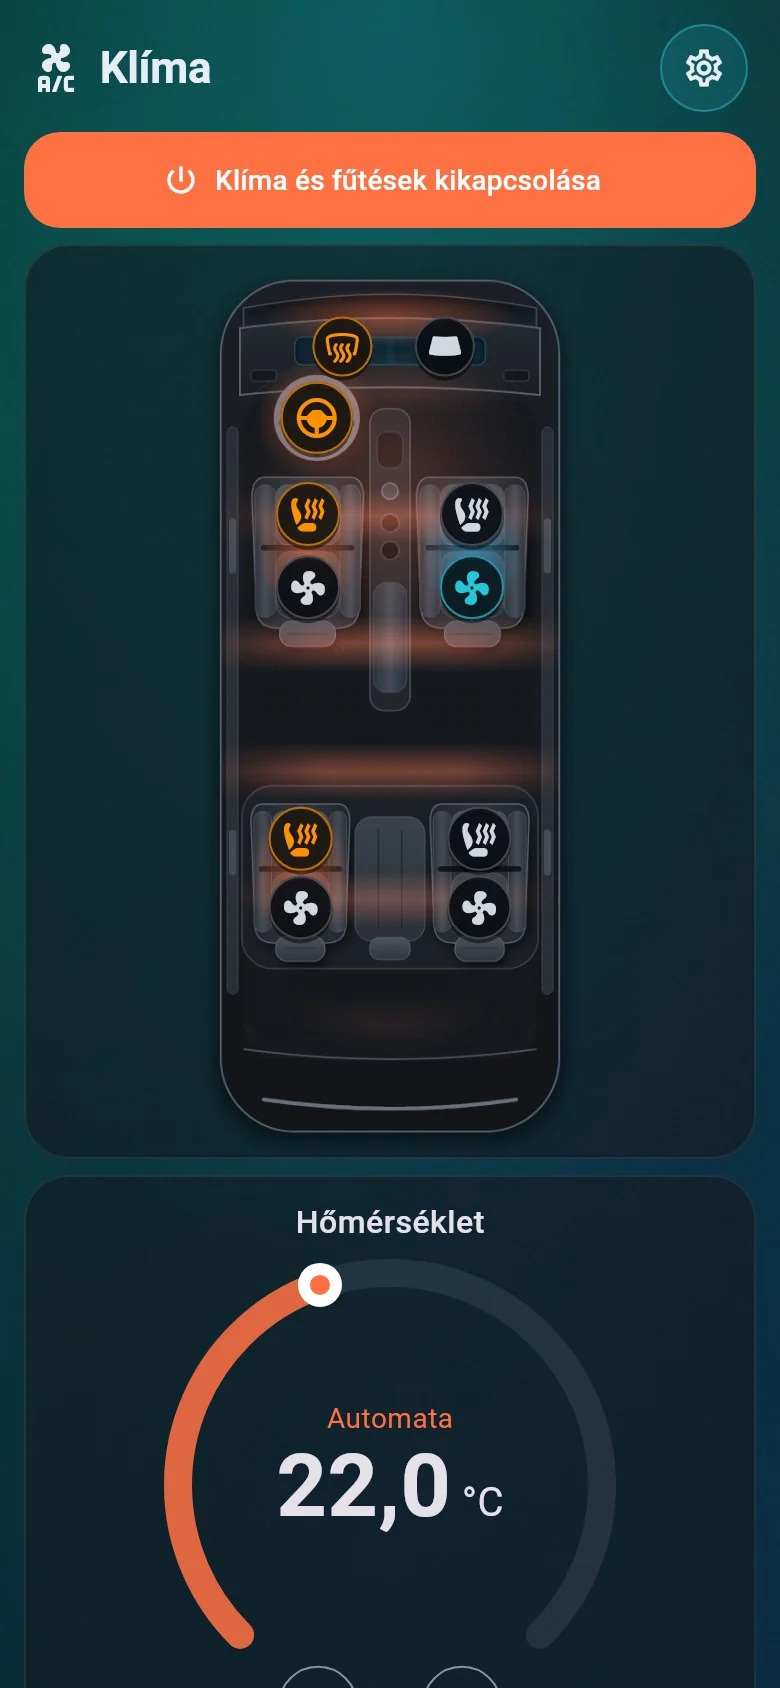 A/C
Klíma
Klíma és fűtések kikapcsolása
Hőmérséklet
Automata
22,0 °C